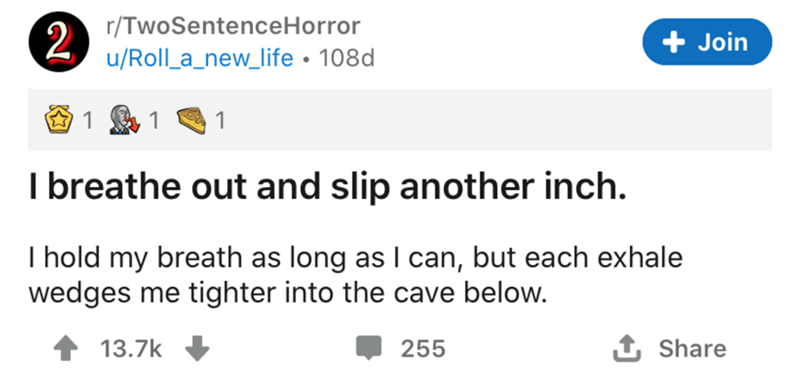 r/TwoSentenceHorror
u/Roll_a_new_life • 108d
+ Join
1 1 1
I breathe out and slip another inch.
I hold my breath as long as I can, but each exhale
wedges me tighter into the cave below.
13.7k 255 Share